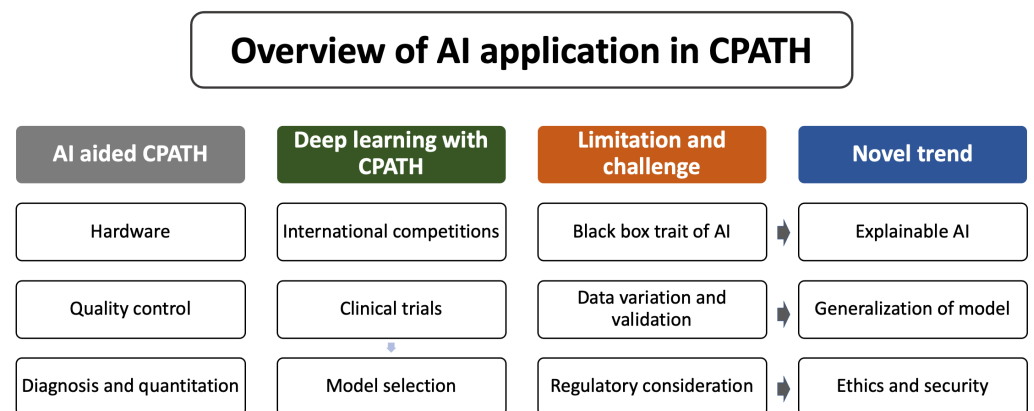 Overview of AI application in CPATH
AI aided CPATH
Deep learning with
CPATH
Limitation and
challenge
Novel trend
Hardware
International competitions
Black box trait of AI
Explainable AI
Quality control
Clinical trials
Data variation and
validation
Generalization of model
Diagnosis and quantitation
Model selection
Regulatory consideration
Ethics and security